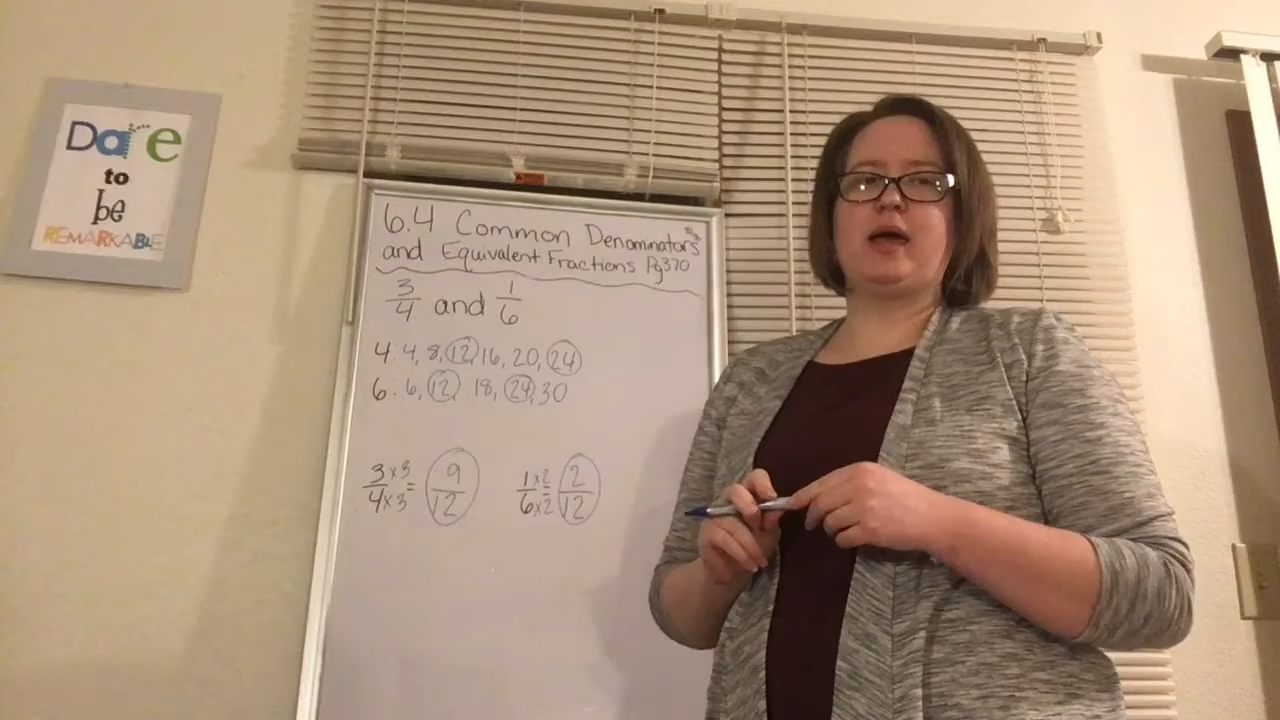 Dare
to
be
REMARKABLE
6.4 Common Denominators
and Equivalent Fractions Pg370
3/4 and 1/6
4: 4, 8, 12, 16, 20, 24
6: 6, 12, 18, 24, 30
3x3/4x3 = 9/12 1x2/6x2 = 2/12